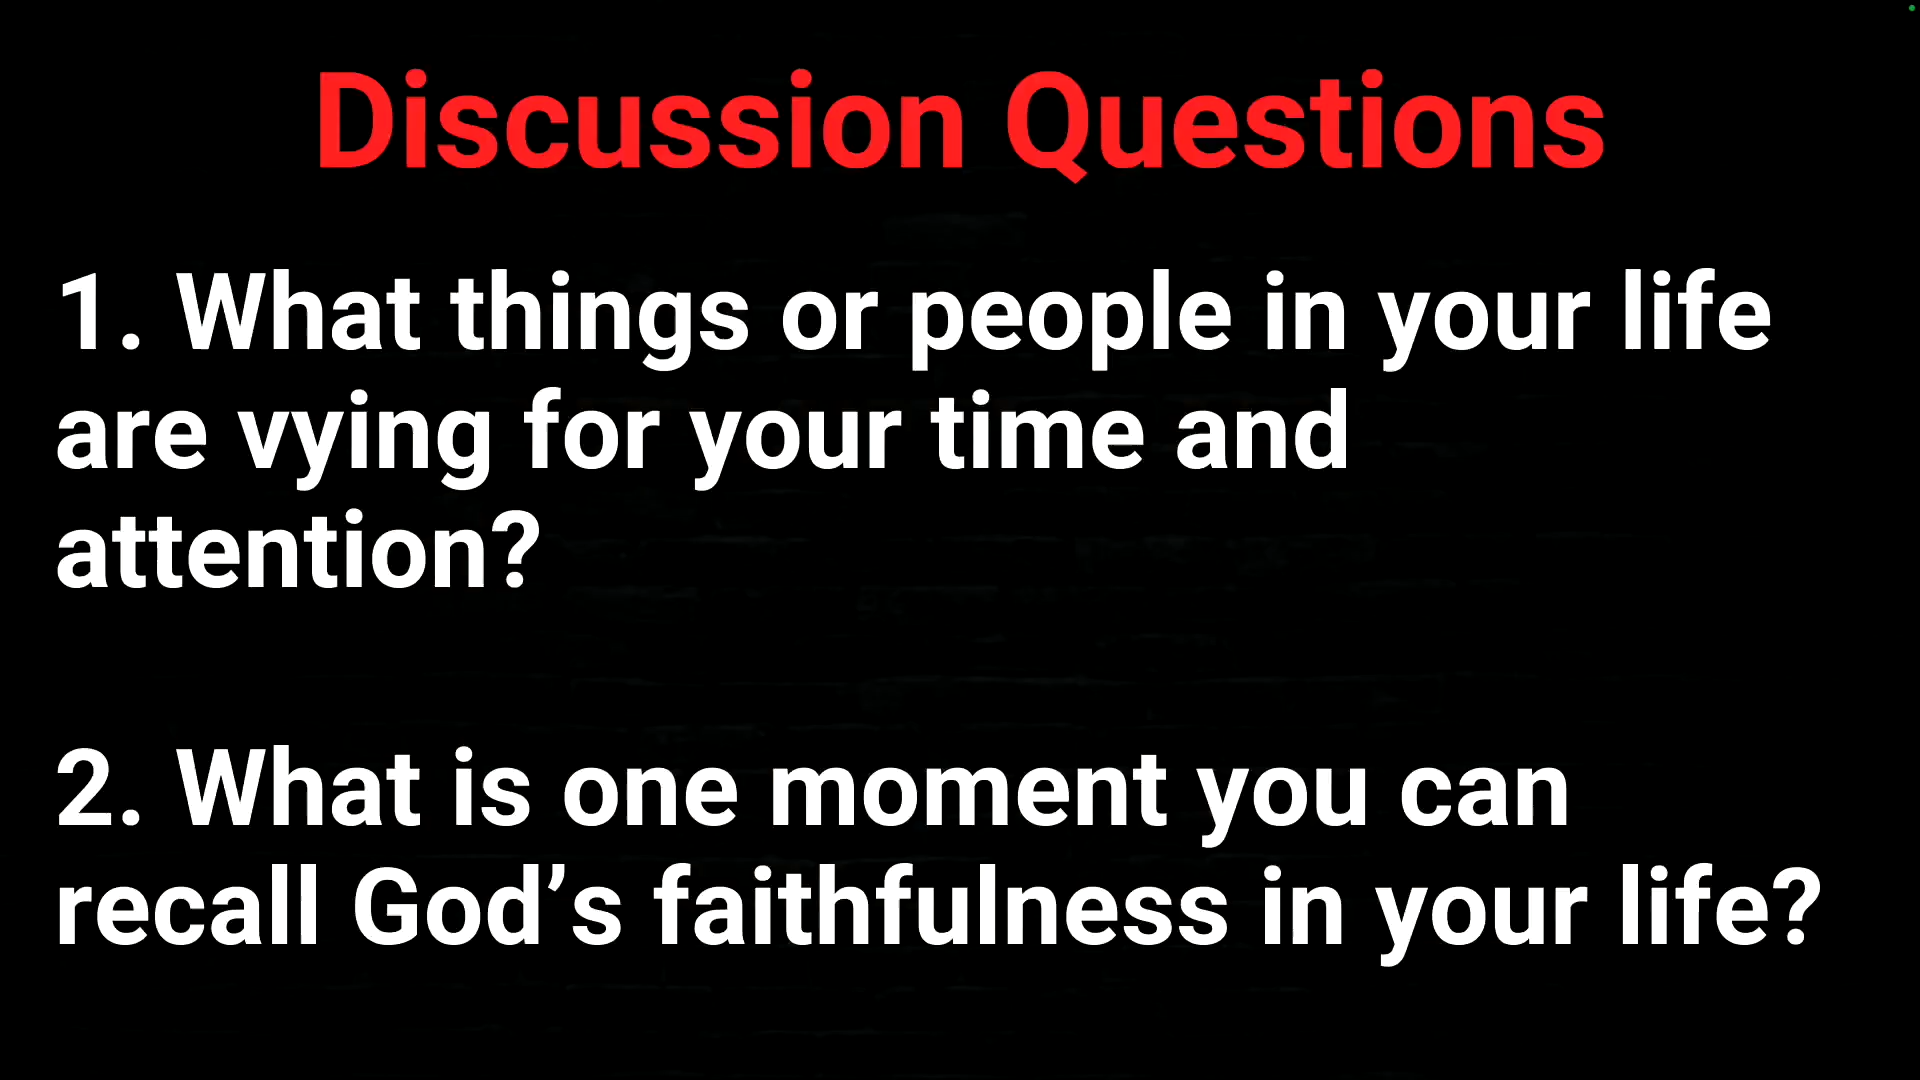 Discussion Questions
1. What things or people in your life
are vying for your time and
attention?
2. What is one moment you can
recall God’s faithfulness in your life?